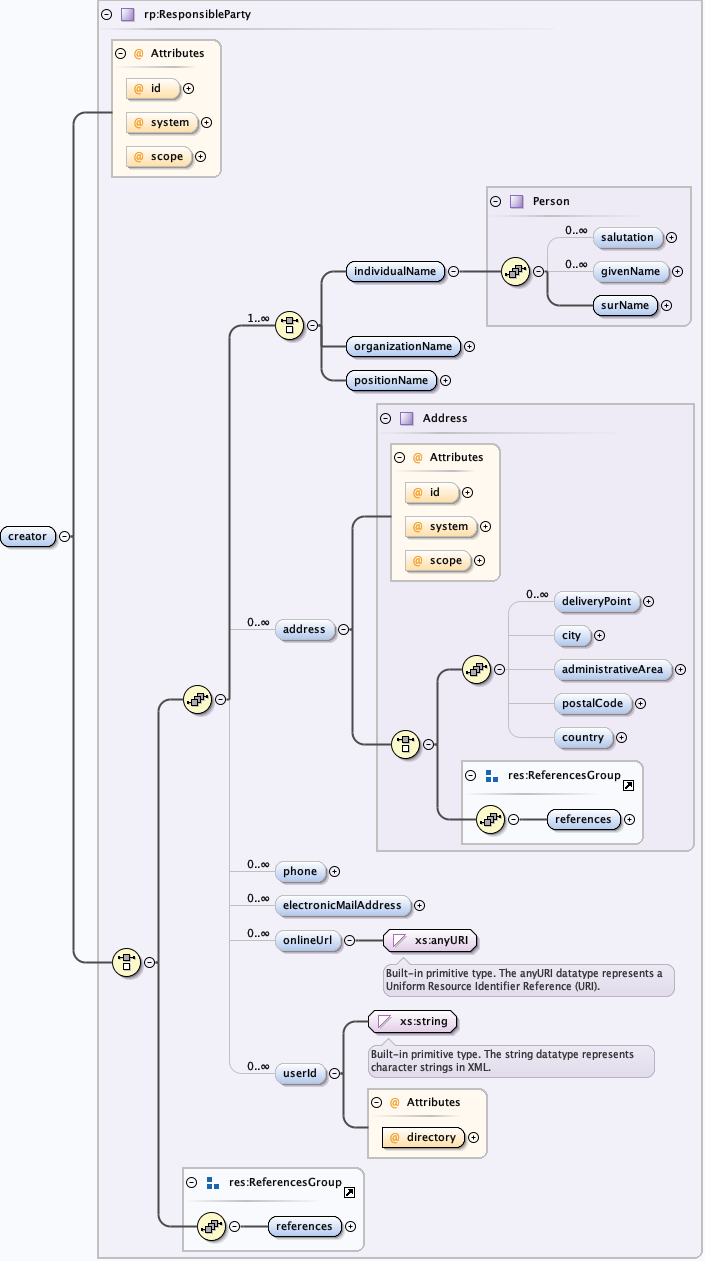 rp:ResponsibleParty
@ Attributes
@ id
@ system
@ scope
Person
0..∞
salutation
0..∞
givenName
individualName
surName
1..∞
organizationName
positionName
Address
@ Attributes
@ id
@ system
@ scope
creator
0..∞
deliveryPoint
0..∞
address
city
administrativeArea
postalCode
country
res:ReferencesGroup
references
0..∞
phone
0..∞
electronicMailAddress
0..∞
onlineUrl
xs:anyURI
Built-in primitive type. The anyURI datatype represents a
Uniform Resource Identifier Reference (URI).
xs:string
Built-in primitive type. The string datatype represents
character strings in XML.
0..∞
userId
@ Attributes
@ directory
res:ReferencesGroup
references